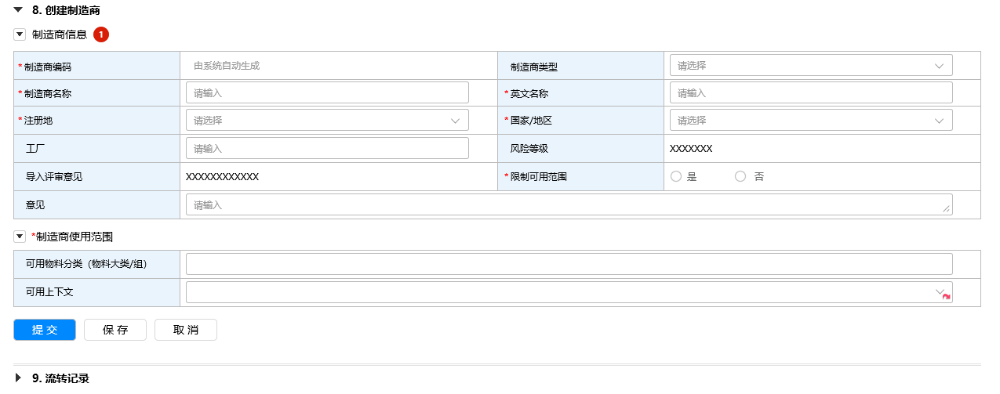 8. 创建制造商
制造商信息 1
*制造商编码 由系统自动生成 制造商类型 请选择
*制造商名称 请输入 *英文名称 请输入
*注册地 请选择 *国家/地区 请选择
工厂 请输入 风险等级 XXXXXXX
导入评审意见 XXXXXXXXXXXX *限制可用范围 是 否
意见 请输入
*制造商使用范围
可用物料分类（物料大类/组）
可用上下文
提 交 保 存 取 消
9. 流转记录